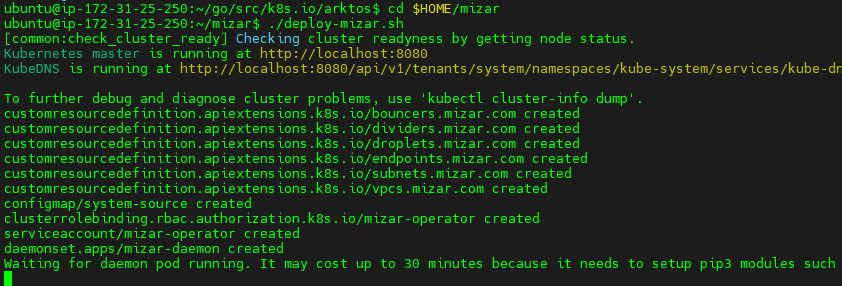 ubuntu@ip-172-31-25-250:~/go/src/k8s.io/arktos$ cd $HOME/mizar
ubuntu@ip-172-31-25-250:~/mizar$ ./deploy-mizar.sh
[common:check_cluster_ready] Checking cluster readyness by getting node status.
Kubernetes master is running at http://localhost:8080
KubeDNS is running at http://localhost:8080/api/v1/tenants/system/namespaces/kube-system/services/kube-dn
To further debug and diagnose cluster problems, use 'kubectl cluster-info dump'.
customresourcedefinition.apiextensions.k8s.io/bouncers.mizar.com created
customresourcedefinition.apiextensions.k8s.io/dividers.mizar.com created
customresourcedefinition.apiextensions.k8s.io/droplets.mizar.com created
customresourcedefinition.apiextensions.k8s.io/endpoints.mizar.com created
customresourcedefinition.apiextensions.k8s.io/subnets.mizar.com created
customresourcedefinition.apiextensions.k8s.io/vpcs.mizar.com created
configmap/system-source created
clusterrolebinding.rbac.authorization.k8s.io/mizar-operator created
serviceaccount/mizar-operator created
daemonset.apps/mizar-daemon created
Waiting for daemon pod running. It may cost up to 30 minutes because it needs to setup pip3 modules such